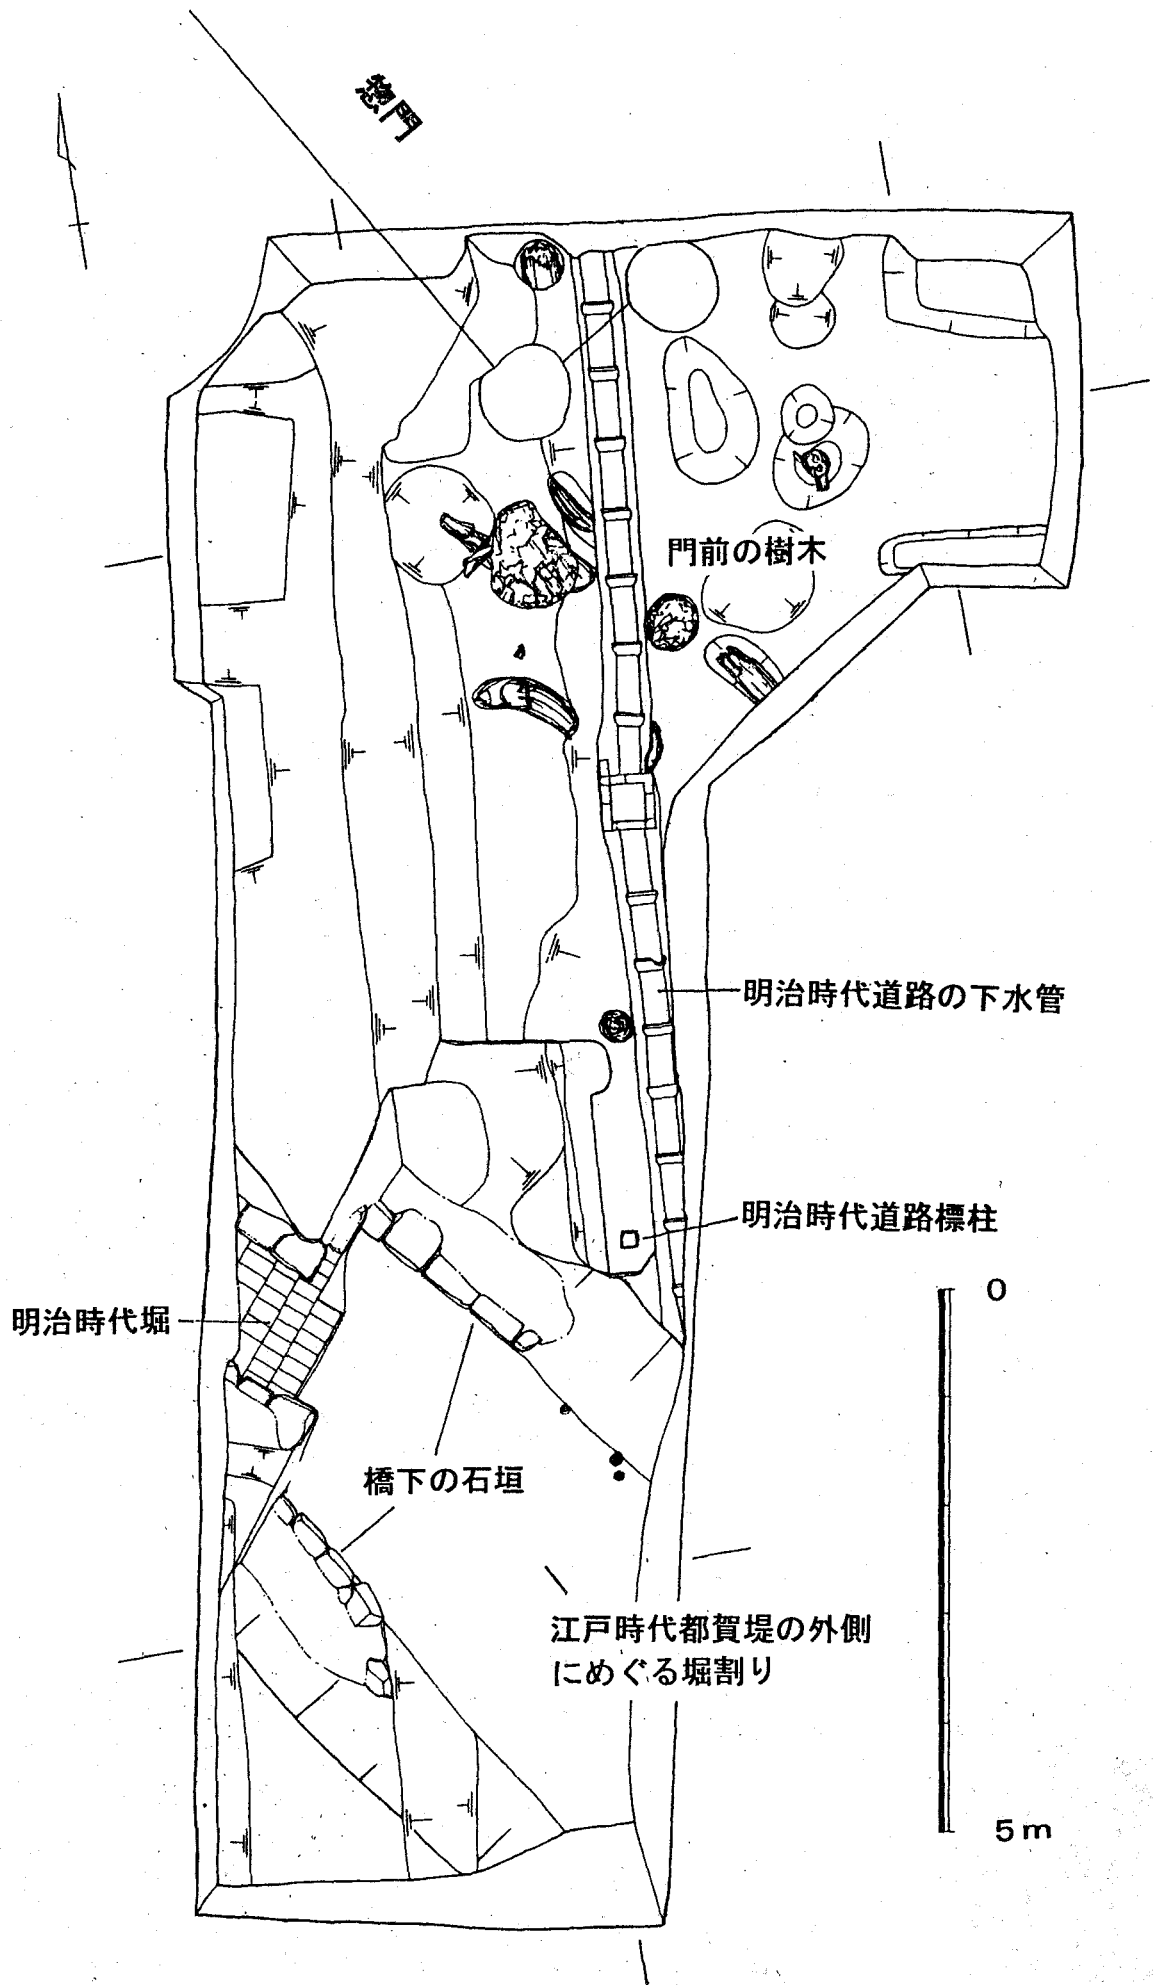 惣門
門前の樹木
明治時代道路の下水管
明治時代道路標柱
明治時代堀
橋下の石垣
江戸時代都賀堤の外側
にめぐる堀割り
0
5m